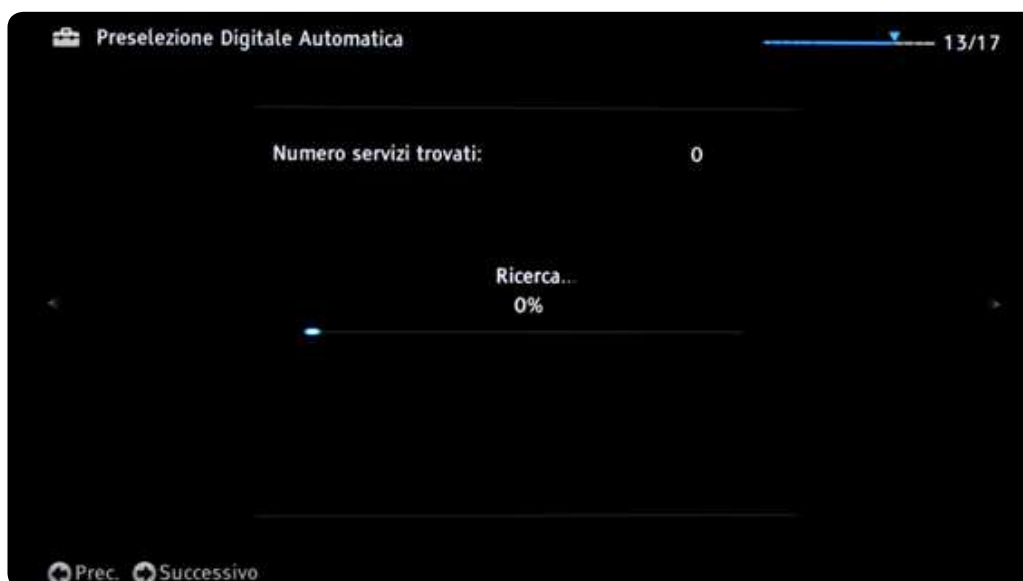 Preselezione Digitale Automatica
13/17
Numero servizi trovati: 0
Ricerca...
0%
Prec. Successivo